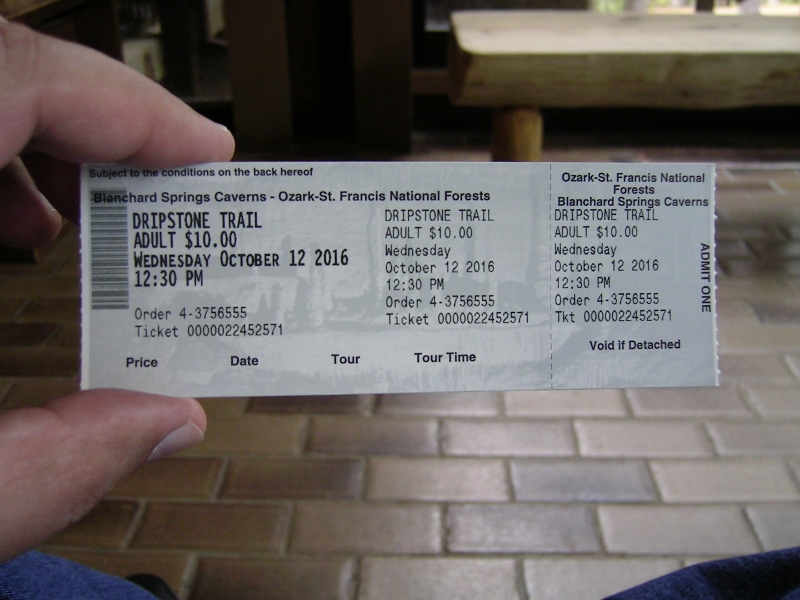 Subject to the conditions on the back hereof
Blanchard Springs Caverns - Ozark-St. Francis National Forests
DRIPSTONE TRAIL
ADULT $10.00
WEDNESDAY OCTOBER 12 2016
12:30 PM
Order 4-3756555
Ticket 0000022452571
DRIPSTONE TRAIL
ADULT $10.00
Wednesday
October 12 2016
12:30 PM
Order 4-3756555
Ticket 0000022452571
Price Date Tour Tour Time
Ozark-St. Francis National
Forests
Blanchard Springs Caverns
DRIPSTONE TRAIL
ADULT $10.00
Wednesday
October 12 2016
12:30 PM
Order 4-3756555
Tkt 0000022452571
Void if Detached
ADMIT ONE